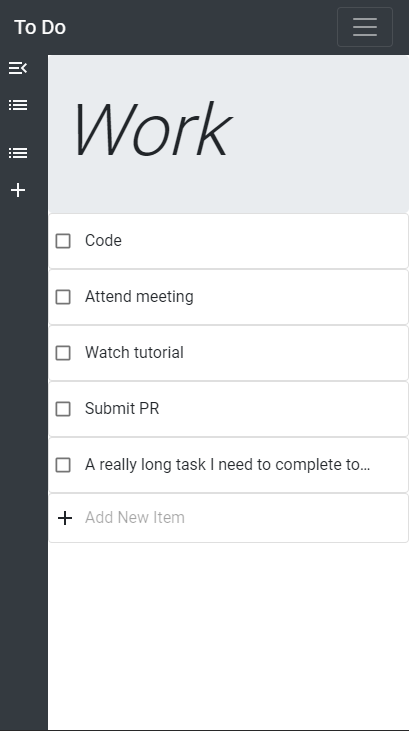 To Do
Work
Code
Attend meeting
Watch tutorial
Submit PR
A really long task I need to complete to...
Add New Item